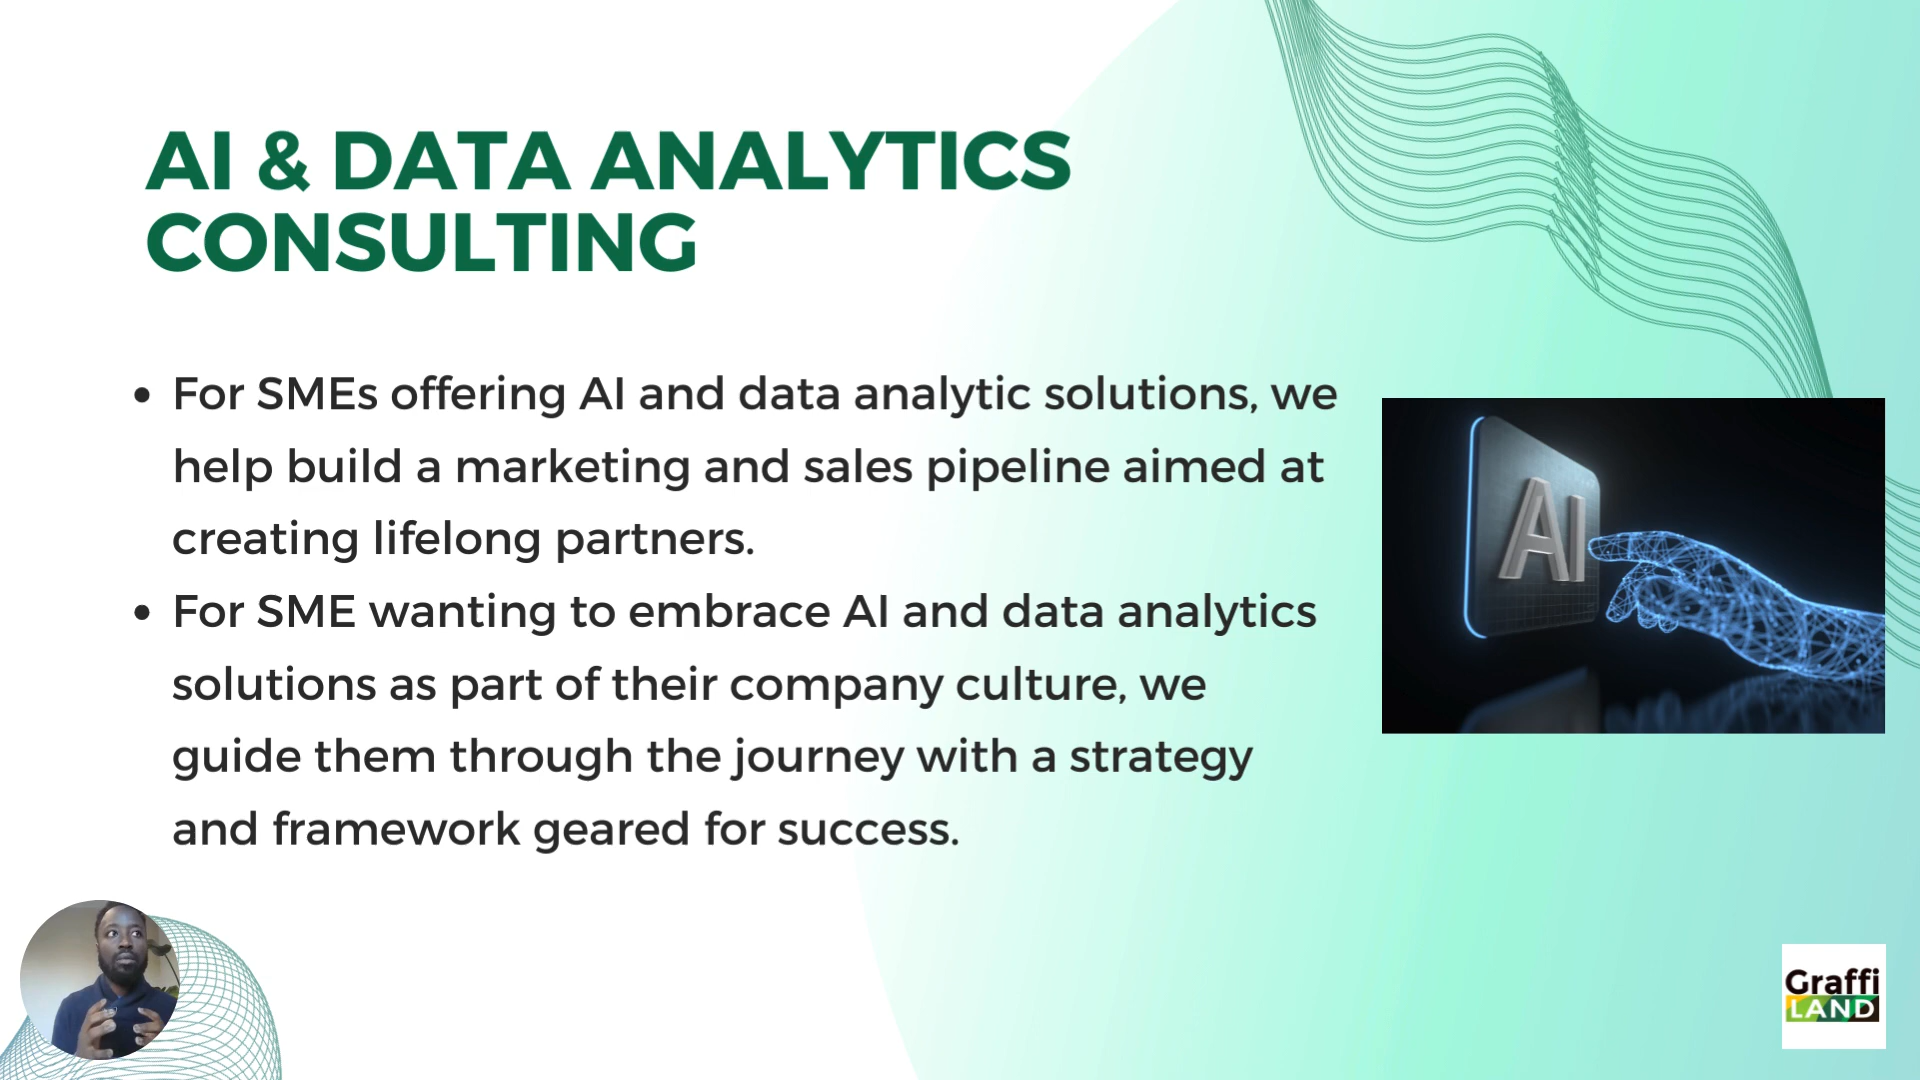 AI & DATA ANALYTICS
CONSULTING
• For SMEs offering AI and data analytic solutions, we
help build a marketing and sales pipeline aimed at
creating lifelong partners.
• For SME wanting to embrace AI and data analytics
solutions as part of their company culture, we
guide them through the journey with a strategy
and framework geared for success.
AI
Graffi
LAND